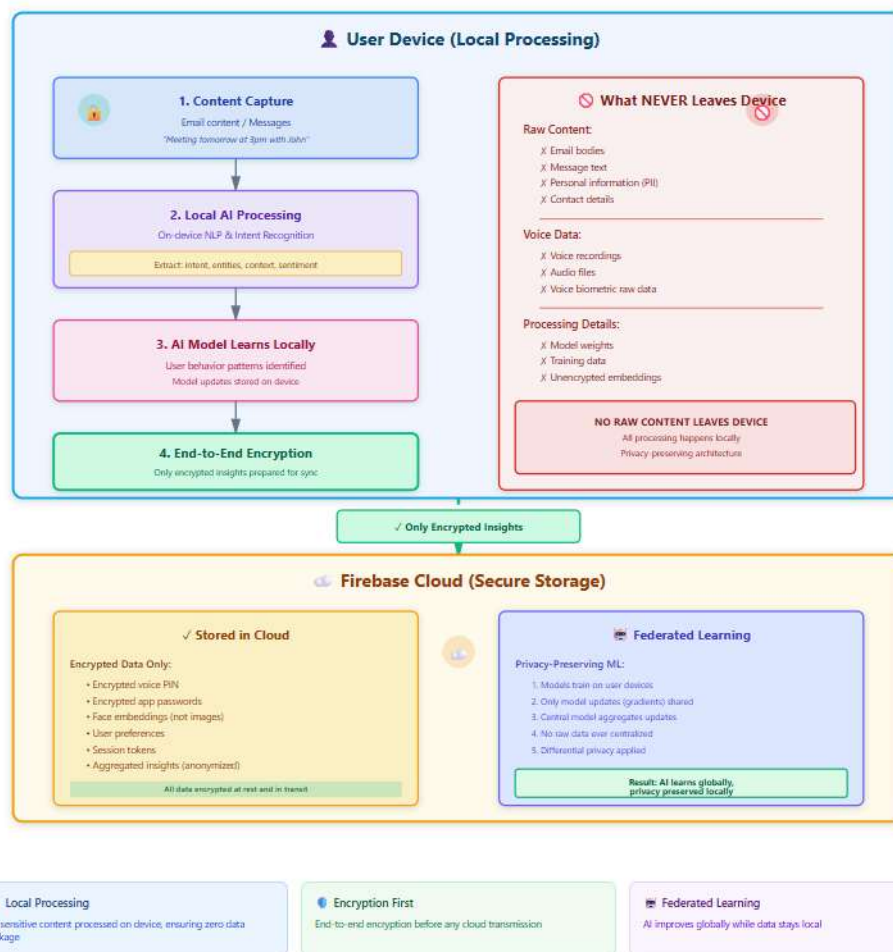 User Device (Local Processing)
1. Content Capture
Email content / Messages
"Meeting tomorrow at 3pm with John"
2. Local AI Processing
On-device NLP & Intent Recognition
Extract: intent, entities, context, sentiment
3. AI Model Learns Locally
User behavior patterns identified
Model updates stored on device
4. End-to-End Encryption
Only encrypted insights prepared for sync
What NEVER Leaves Device
Raw Content:
✗ Email bodies
✗ Message text
✗ Personal information (PII)
✗ Contact details
Voice Data:
✗ Voice recordings
✗ Audio files
✗ Voice biometric raw data
Processing Details:
✗ Model weights
✗ Training data
✗ Unencrypted embeddings
NO RAW CONTENT LEAVES DEVICE
All processing happens locally
Privacy-preserving architecture
✓ Only Encrypted Insights
Firebase Cloud (Secure Storage)
✓ Stored in Cloud
Encrypted Data Only:
• Encrypted voice PIN
• Encrypted app passwords
• Face embeddings (not images)
• User preferences
• Session tokens
• Aggregated insights (anonymized)
All data encrypted at rest and in transit
Federated Learning
Privacy-Preserving ML:
1. Models train on user devices
2. Only model updates (gradients) shared
3. Central model aggregates updates
4. No raw data ever centralized
5. Differential privacy applied
Result: AI learns globally,
privacy preserved locally
Local Processing
sensitive content processed on device, ensuring zero data
kage
Encryption First
End-to-end encryption before any cloud transmission
Federated Learning
AI improves globally while data stays local